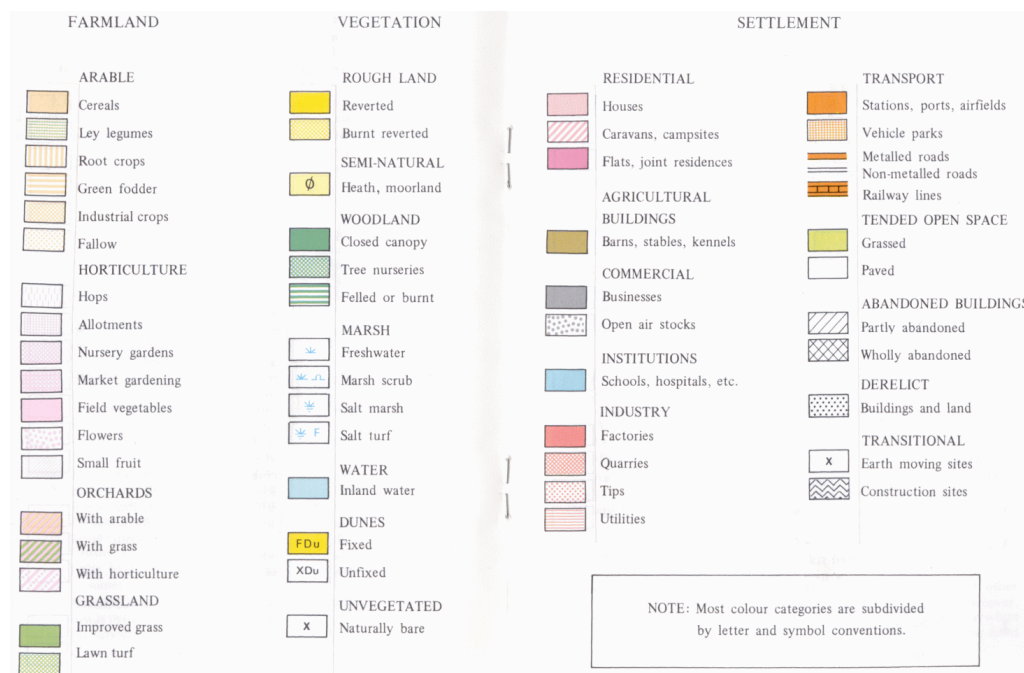 FARMLAND
ARABLE
Cereals
Ley legumes
Root crops
Green fodder
Industrial crops
Fallow
HORTICULTURE
Hops
Allotments
Nursery gardens
Market gardening
Field vegetables
Flowers
Small fruit
ORCHARDS
With arable
With grass
With horticulture
GRASSLAND
Improved grass
Lawn turf
VEGETATION
ROUGH LAND
Reverted
Burnt reverted
SEMI-NATURAL
Ø Heath, moorland
WOODLAND
Closed canopy
Tree nurseries
Felled or burnt
MARSH
Freshwater
Marsh scrub
Salt marsh
F Salt turf
WATER
Inland water
DUNES
FDu Fixed
XDu Unfixed
UNVEGETATED
X Naturally bare
SETTLEMENT
RESIDENTIAL
Houses
Caravans, campsites
Flats, joint residences
AGRICULTURAL
BUILDINGS
Barns, stables, kennels
COMMERCIAL
Businesses
Open air stocks
INSTITUTIONS
Schools, hospitals, etc.
INDUSTRY
Factories
Quarries
Tips
Utilities
TRANSPORT
Stations, ports, airfields
Vehicle parks
Metalled roads
Non-metalled roads
Railway lines
TENDED OPEN SPACE
Grassed
Paved
ABANDONED BUILDINGS
Partly abandoned
Wholly abandoned
DERELICT
Buildings and land
TRANSITIONAL
X Earth moving sites
Construction sites
NOTE: Most colour categories are subdivided
by letter and symbol conventions.